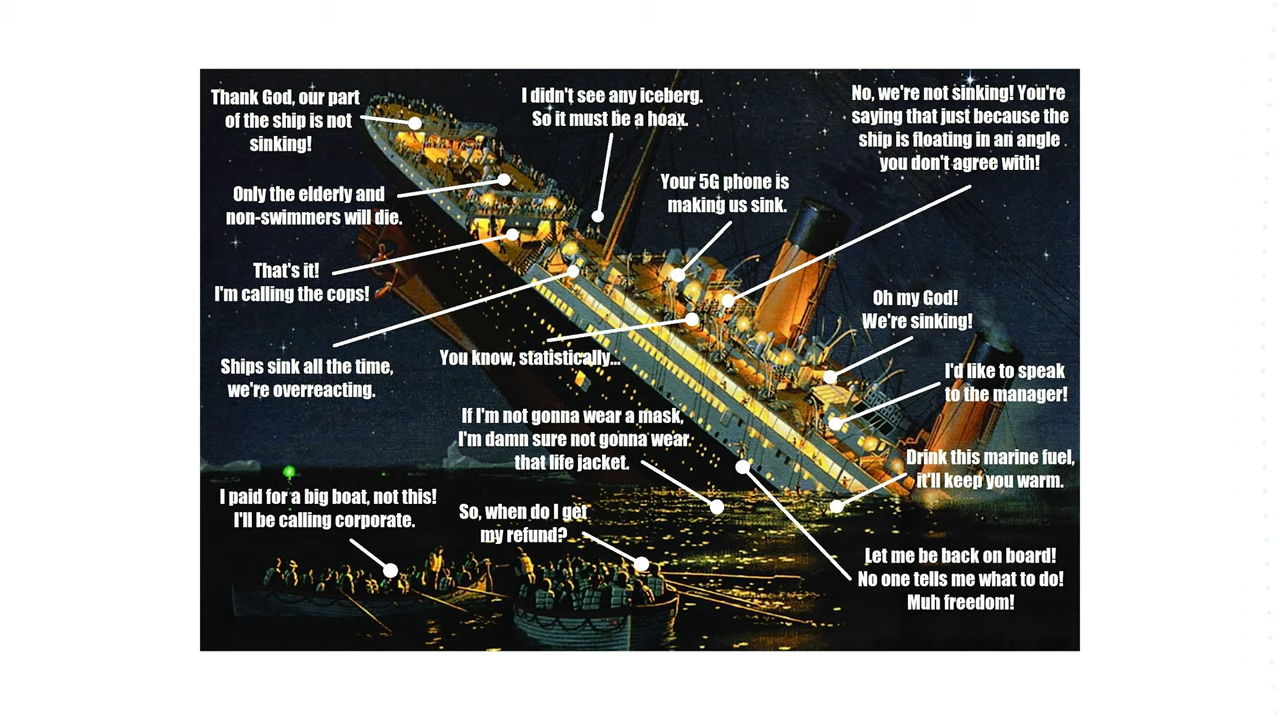 Thank God, our part
of the ship is not
sinking!
I didn't see any iceberg.
So it must be a hoax.
No, we're not sinking! You're
saying that just because the
ship is floating in an angle
you don't agree with!
Only the elderly and
non-swimmers will die.
Your 5G phone is
making us sink.
That's it!
I'm calling the cops!
Oh my God!
We're sinking!
Ships sink all the time,
we're overreacting.
You know, statistically...
I'd like to speak
to the manager!
If I'm not gonna wear a mask,
I'm damn sure not gonna wear
that life jacket.
Drink this marine fuel,
it'll keep you warm.
I paid for a big boat, not this!
I'll be calling corporate.
So, when do I get
my refund?
Let me be back on board!
No one tells me what to do!
Muh freedom!